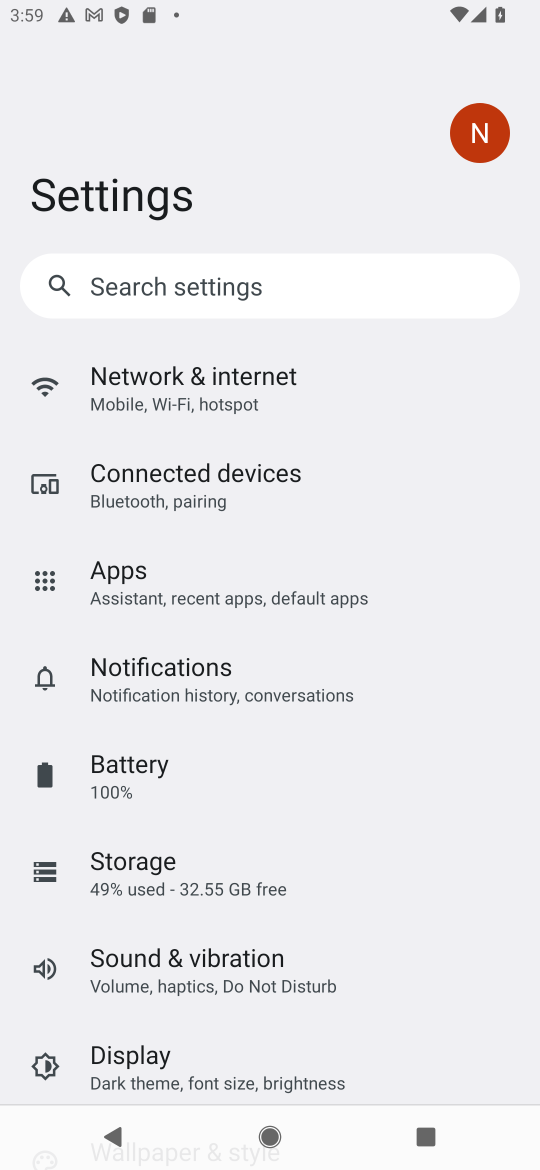 3:59
N
Settings
Search settings
Network & internet
Mobile, Wi-Fi, hotspot
Connected devices
Bluetooth, pairing
Apps
Assistant, recent apps, default apps
Notifications
Notification history, conversations
Battery
100%
Storage
49% used - 32.55 GB free
Sound & vibration
Volume, haptics, Do Not Disturb
Display
Dark theme, font size, brightness
Wallpaper & style